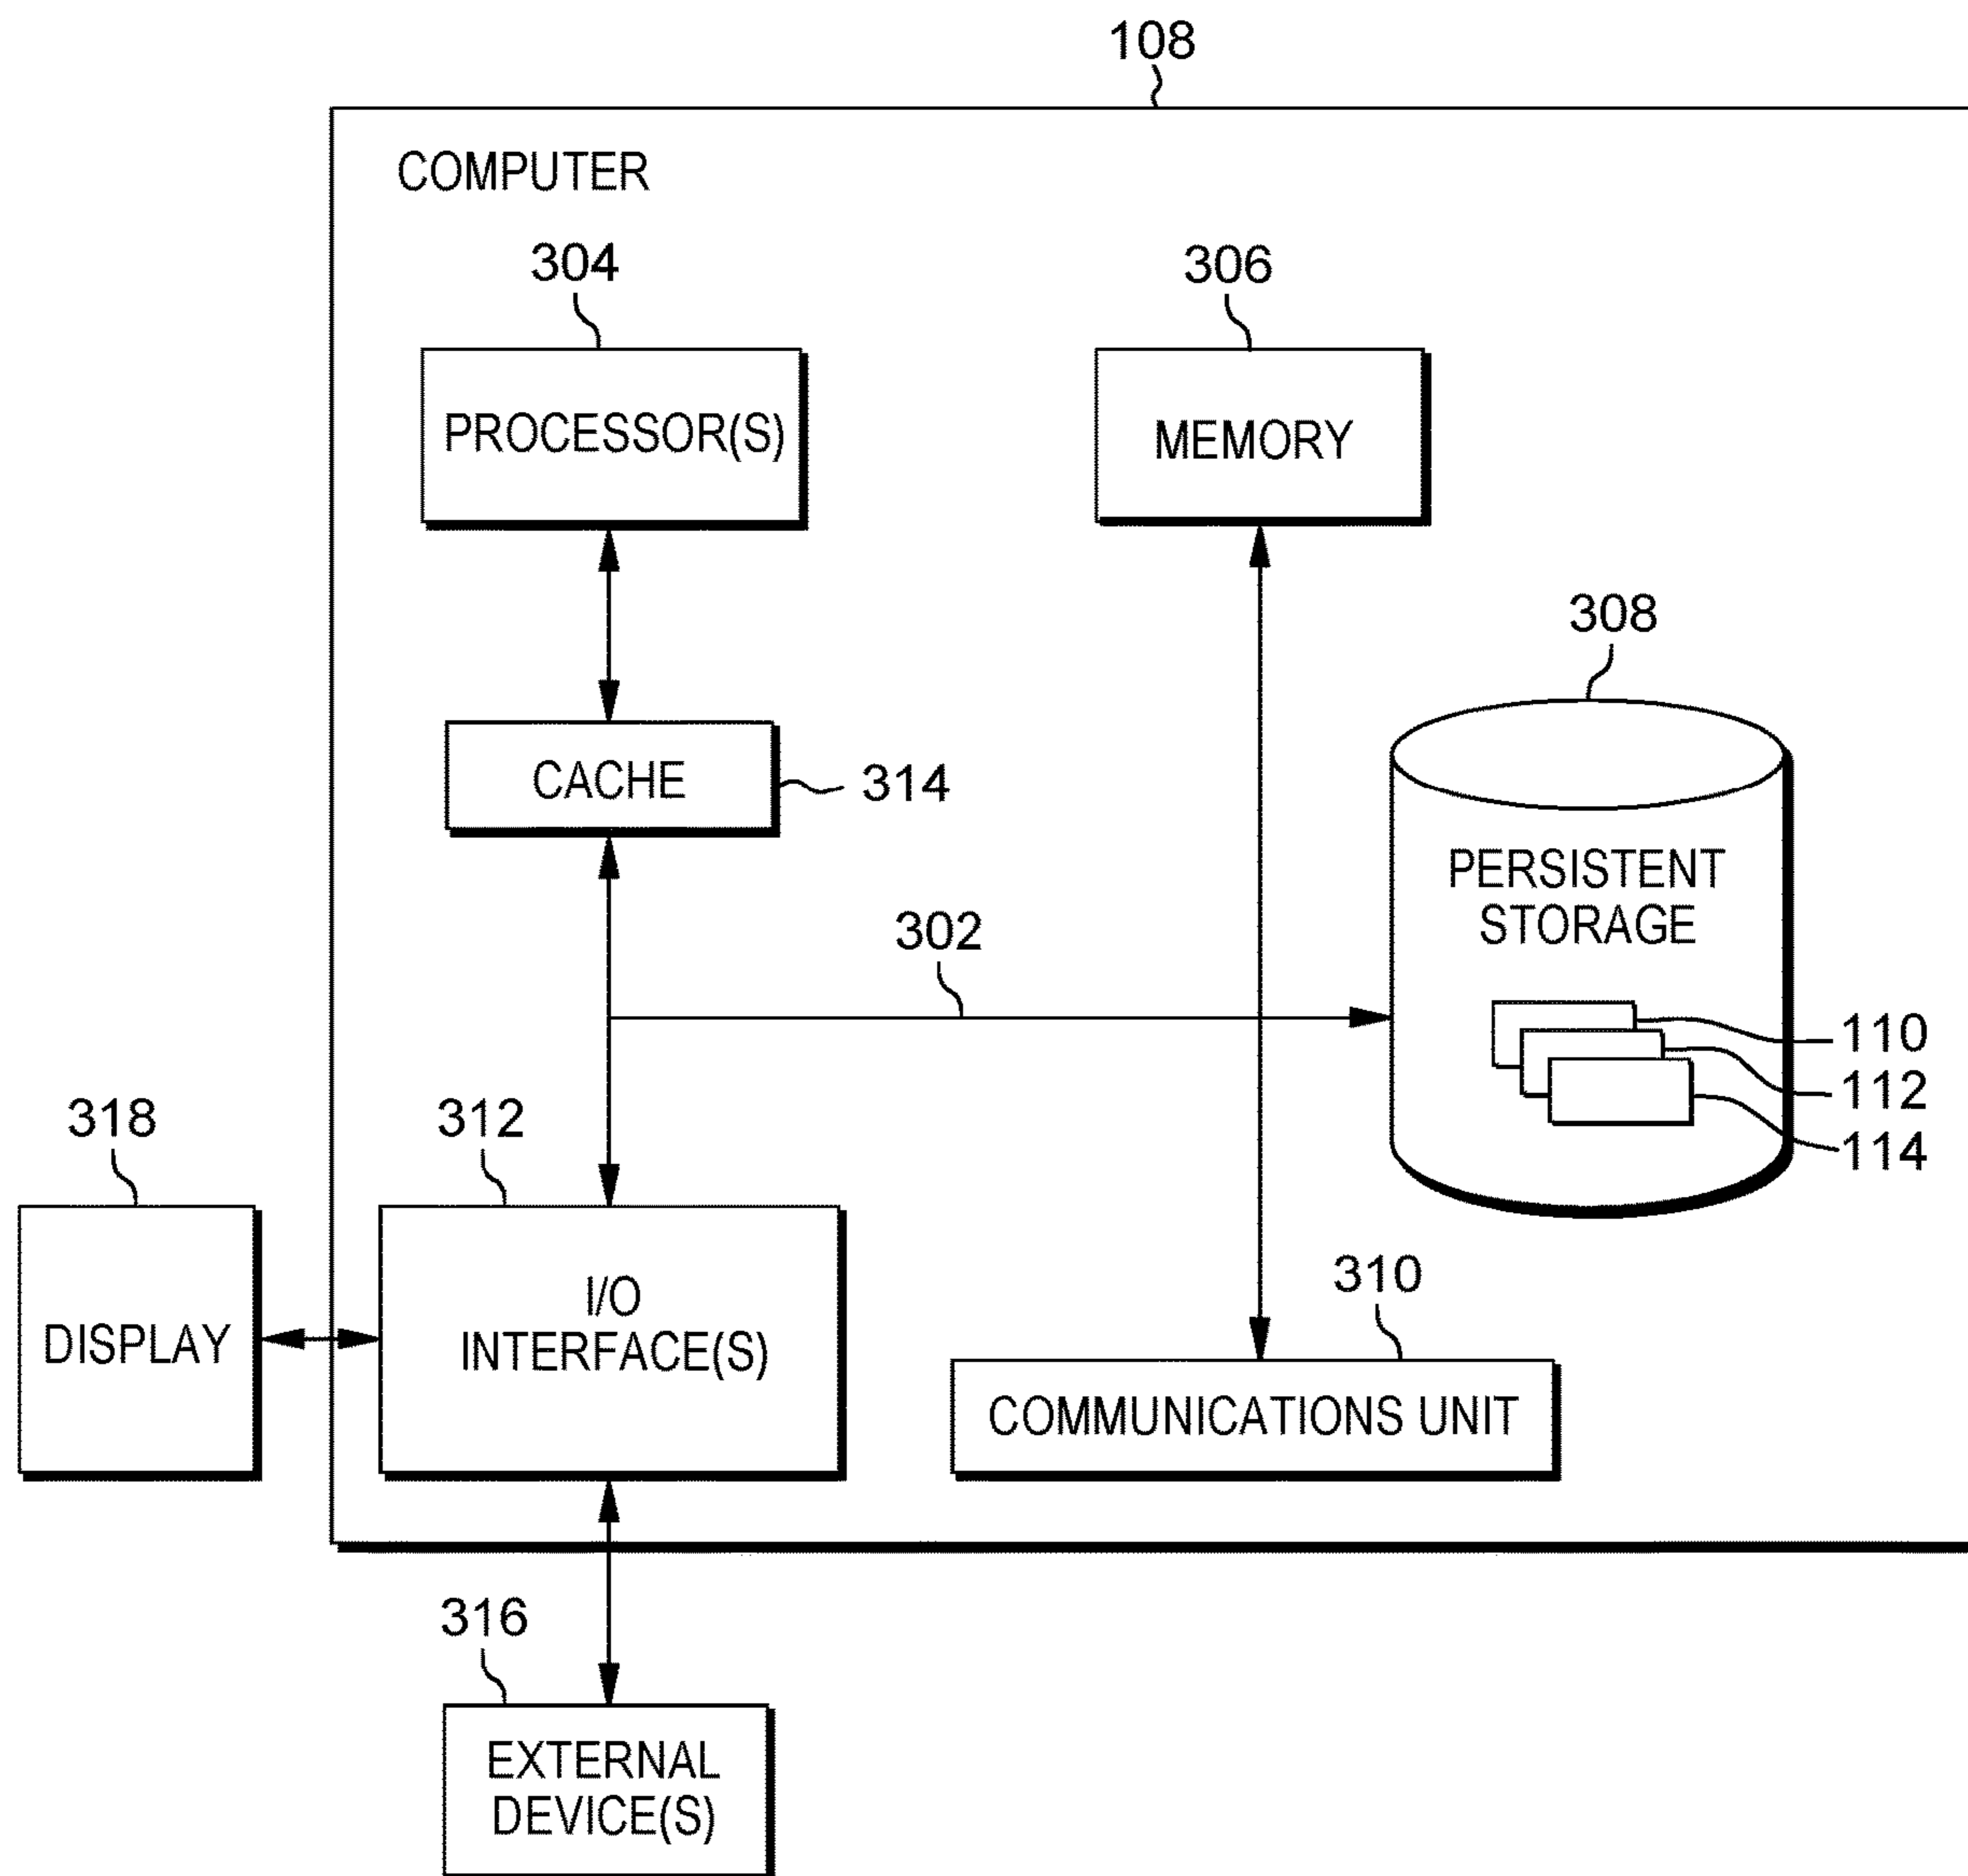 108
COMPUTER
304
306
PROCESSOR(S)
MEMORY
308
CACHE
314
PERSISTENT
STORAGE
302
110
112
114
318
312
DISPLAY
I/O
INTERFACE(S)
310
COMMUNICATIONS UNIT
316
EXTERNAL
DEVICE(S)